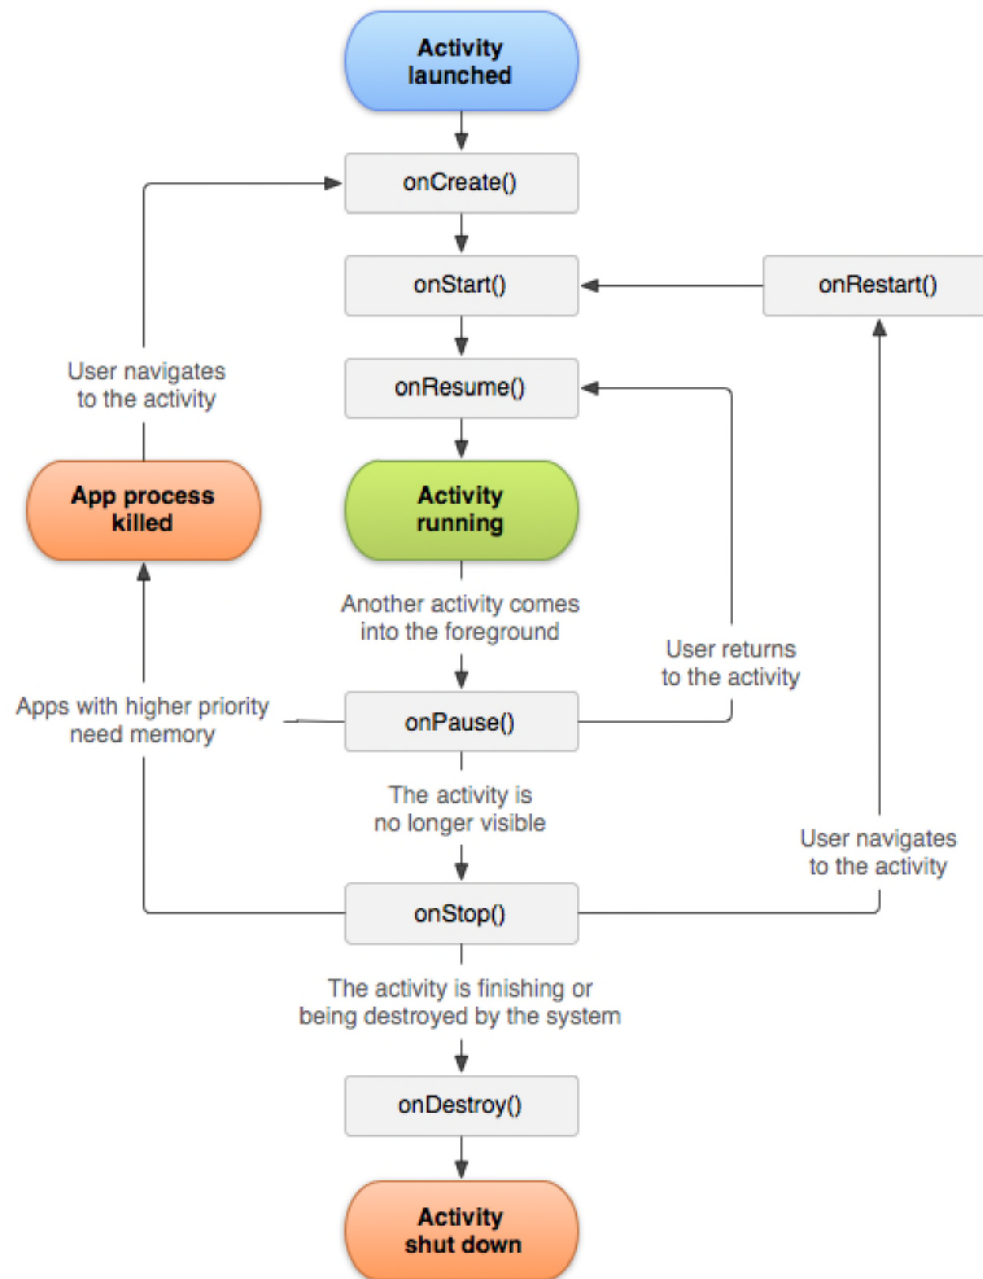 Activity
launched
onCreate()
onStart()
onRestart()
User navigates
to the activity
onResume()
App process
killed
Activity
running
Another activity comes
into the foreground
User returns
to the activity
Apps with higher priority
need memory
onPause()
The activity is
no longer visible
User navigates
to the activity
onStop()
The activity is finishing or
being destroyed by the system
onDestroy()
Activity
shut down